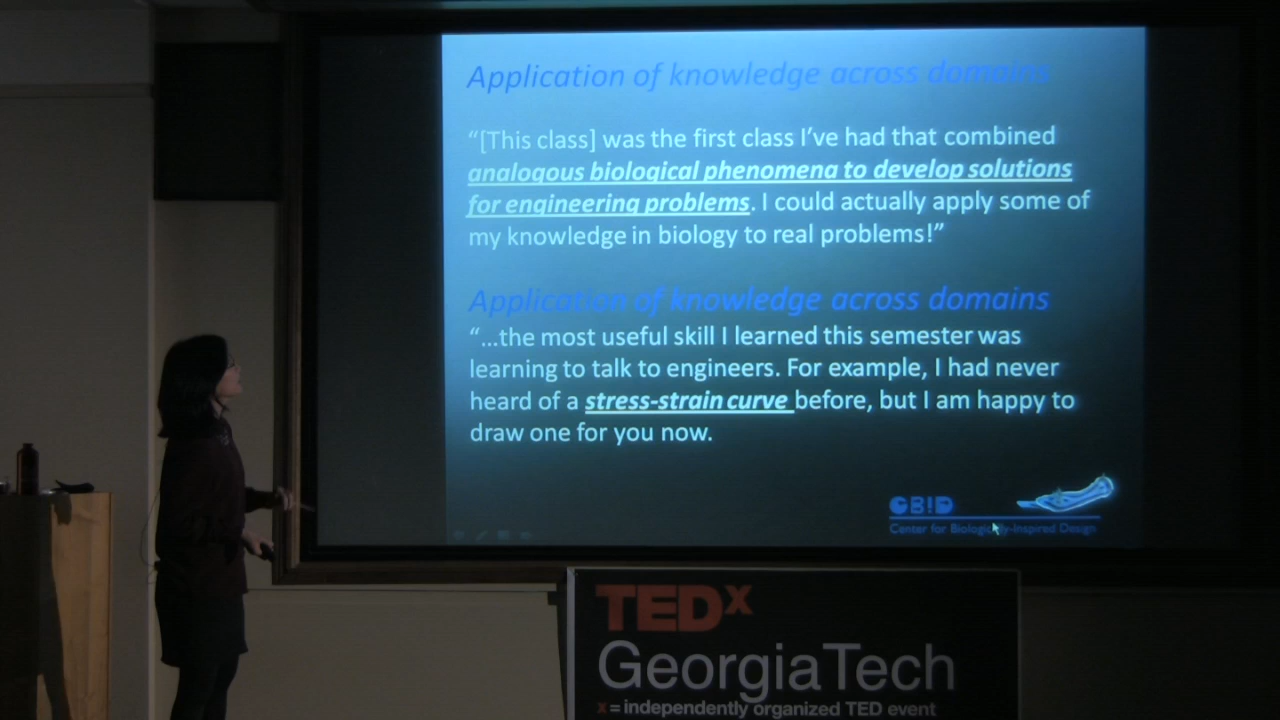 Application of knowledge across domains
“[This class] was the first class I’ve had that combined
analogous biological phenomena to develop solutions
for engineering problems. I could actually apply some of
my knowledge in biology to real problems!”
Application of knowledge across domains
“...the most useful skill I learned this semester was
learning to talk to engineers. For example, I had never
heard of a stress-strain curve before, but I am happy to
draw one for you now.
CBID
Center for Biologically-Inspired Design
TEDx
GeorgiaTech
x = independently organized TED event